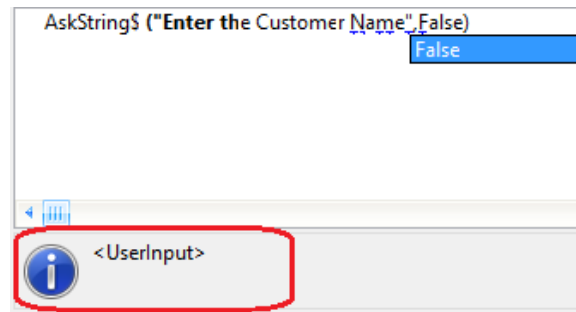 AskString$ ("Enter the Customer Name",False)
False
<UserInput>